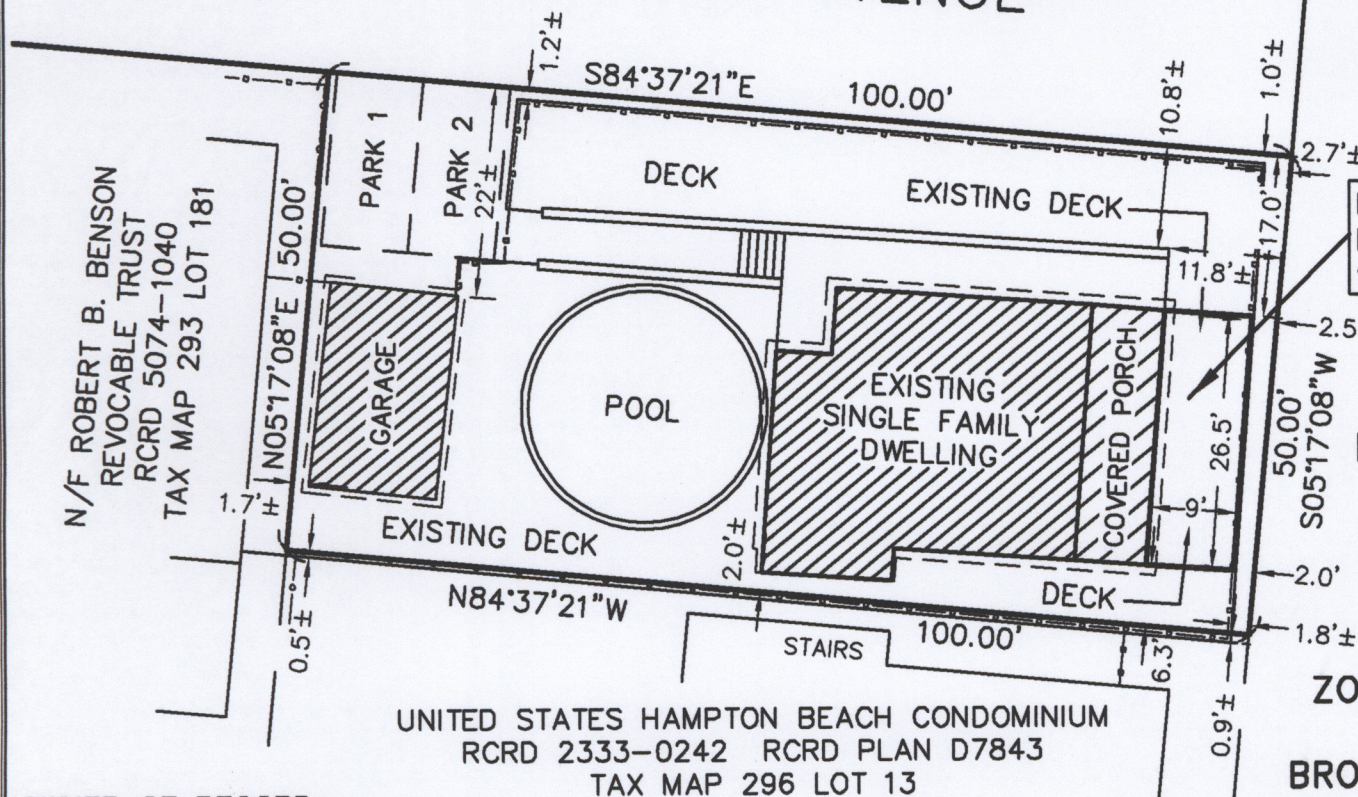 1.2'±
S84°37'21"E
100.00'
10.8'±
1.0'±
2.7'±
PARK 1
PARK 2
22'±
DECK
EXISTING DECK
17.0'
11.8'±
2.5
N/F ROBERT B. BENSON
REVOCABLE TRUST
RCRD 5074-1040
TAX MAP 293 LOT 181
50.00'
N05°17'08"E
1.7'±
GARAGE
POOL
EXISTING
SINGLE FAMILY
DWELLING
COVERED PORCH
26.5'
9'
50.00'
S05°17'08"W
EXISTING DECK
2.0'±
DECK
2.0'
1.8'±
0.5'±
N84°37'21"W
100.00'
STAIRS
6.3'
0.9'±
ZO
UNITED STATES HAMPTON BEACH CONDOMINIUM
RCRD 2333-0242 RCRD PLAN D7843
TAX MAP 296 LOT 13
BRO